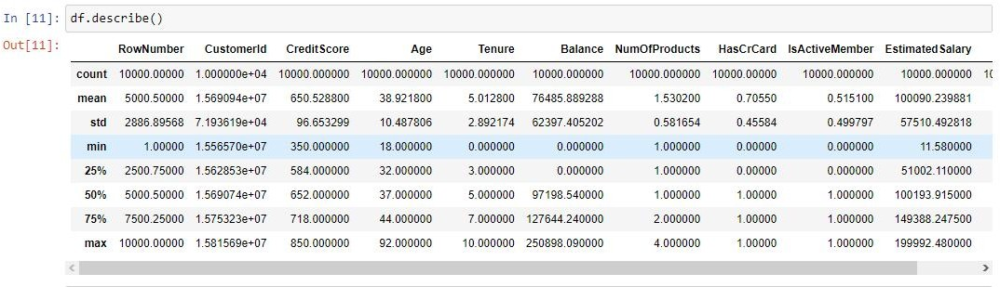 In [11]: df.describe()
Out[11]:
RowNumber CustomerId CreditScore Age Tenure Balance NumOfProducts HasCrCard IsActiveMember EstimatedSalary
count 10000.00000 1.000000e+04 10000.000000 10000.000000 10000.000000 10000.000000 10000.000000 10000.00000 10000.000000 10000.000000 10
mean 5000.50000 1.569094e+07 650.528800 38.921800 5.012800 76485.889288 1.530200 0.70550 0.515100 100090.239881
std 2886.89568 7.193619e+04 96.653299 10.487806 2.892174 62397.405202 0.581654 0.45584 0.499797 57510.492818
min 1.00000 1.556570e+07 350.000000 18.000000 0.000000 0.000000 1.000000 0.00000 0.000000 11.580000
25% 2500.75000 1.562853e+07 584.000000 32.000000 3.000000 0.000000 1.000000 0.00000 0.000000 51002.110000
50% 5000.50000 1.569074e+07 652.000000 37.000000 5.000000 97198.540000 1.000000 1.00000 1.000000 100193.915000
75% 7500.25000 1.575323e+07 718.000000 44.000000 7.000000 127644.240000 2.000000 1.00000 1.000000 149388.247500
max 10000.00000 1.581569e+07 850.000000 92.000000 10.000000 250898.090000 4.000000 1.00000 1.000000 199992.480000